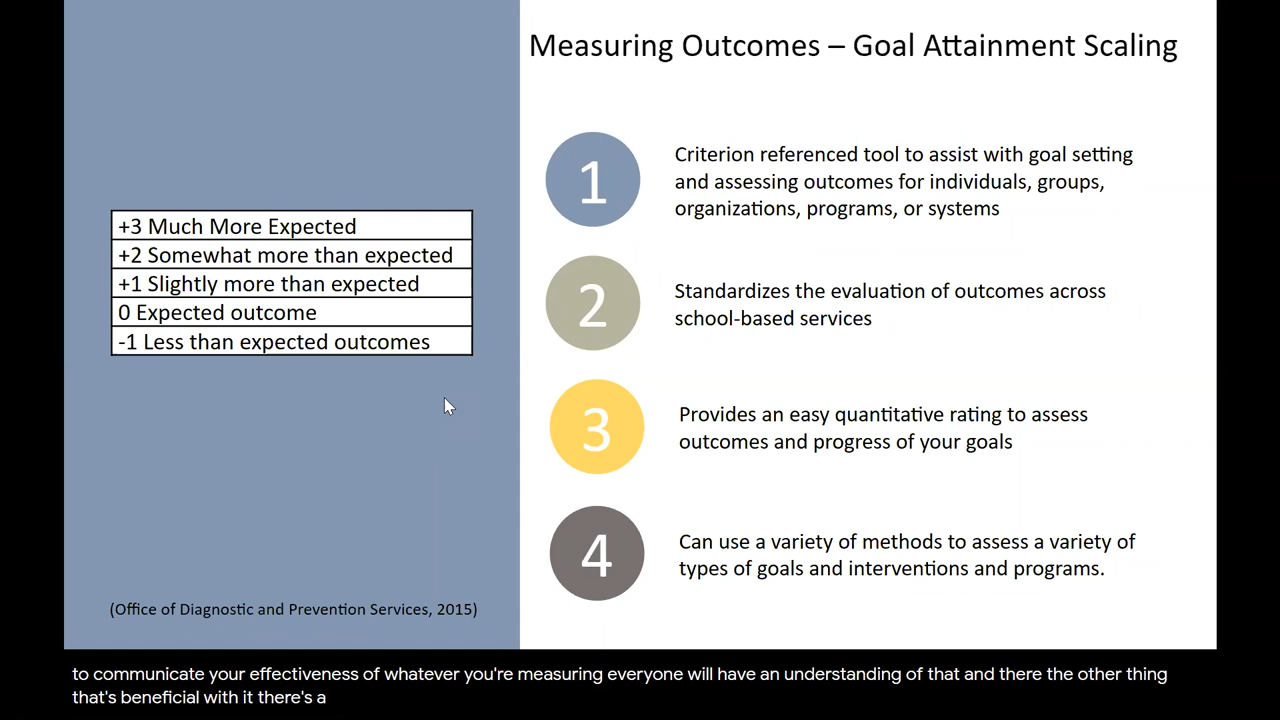 Measuring Outcomes – Goal Attainment Scaling
+3 Much More Expected
+2 Somewhat more than expected
+1 Slightly more than expected
0 Expected outcome
-1 Less than expected outcomes
(Office of Diagnostic and Prevention Services, 2015)
1
Criterion referenced tool to assist with goal setting
and assessing outcomes for individuals, groups,
organizations, programs, or systems
2
Standardizes the evaluation of outcomes across
school-based services
3
Provides an easy quantitative rating to assess
outcomes and progress of your goals
4
Can use a variety of methods to assess a variety of
types of goals and interventions and programs.
to communicate your effectiveness of whatever you're measuring everyone will have an understanding of that and there the other thing
that's beneficial with it there's a